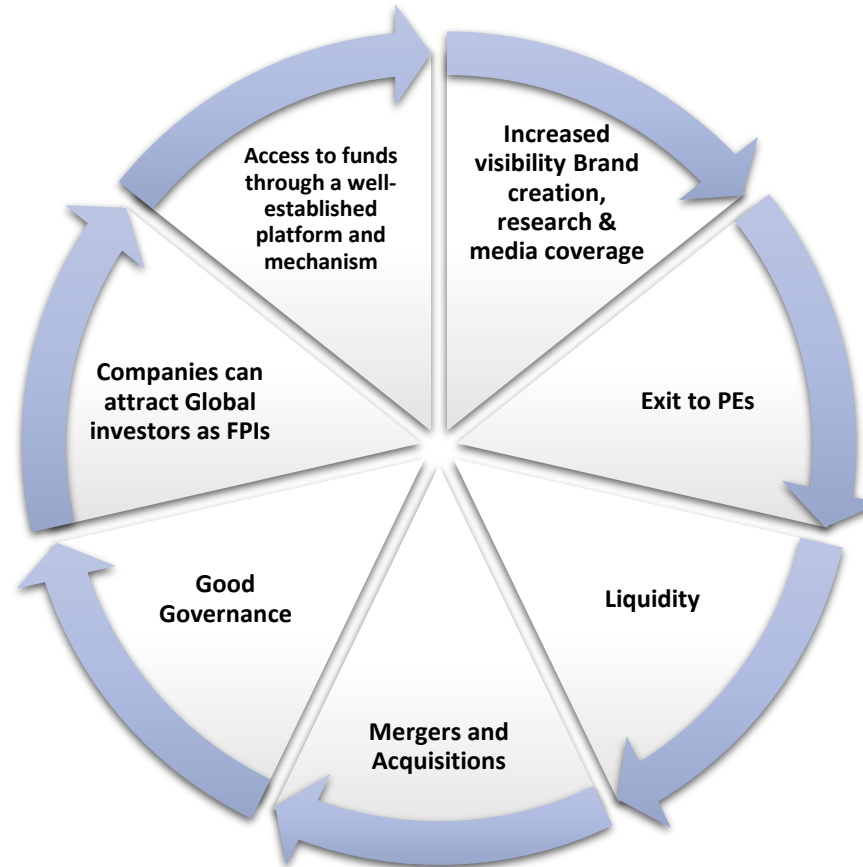 Increased
visibility Brand
creation,
research &
media coverage
Exit to PEs
Liquidity
Mergers and
Acquisitions
Good
Governance
Companies can
attract Global
investors as FPIs
Access to funds
through a well-
established
platform and
mechanism